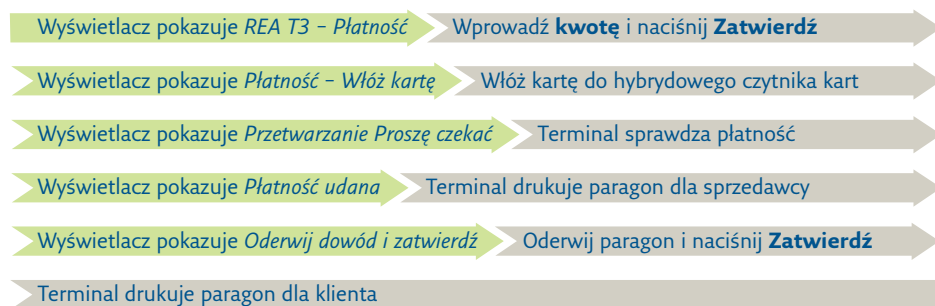 Wyświetlacz pokazuje REA T3 – Płatność Wprowadź kwotę i naciśnij Zatwierdź
Wyświetlacz pokazuje Płatność – Włóż kartę Włóż kartę do hybrydowego czytnika kart
Wyświetlacz pokazuje Przetwarzanie Proszę czekać Terminal sprawdza płatność
Wyświetlacz pokazuje Płatność udana Terminal drukuje paragon dla sprzedawcy
Wyświetlacz pokazuje Oderwij dowód i zatwierdź Oderwij paragon i naciśnij Zatwierdź
Terminal drukuje paragon dla klienta